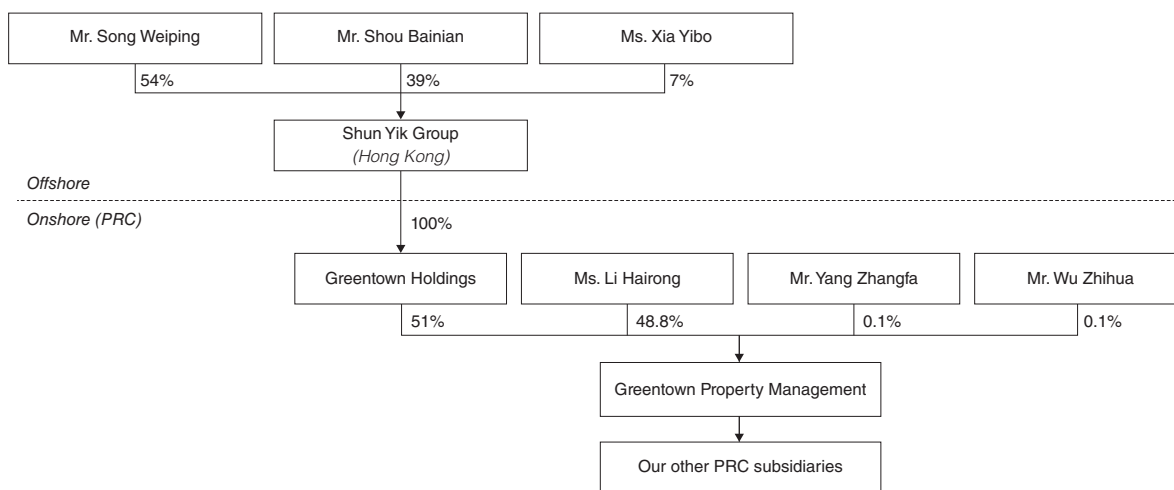 Mr. Song Weiping
Mr. Shou Bainian
Ms. Xia Yibo
54%
39%
7%
Shun Yik Group
(Hong Kong)
Offshore
Onshore (PRC)
100%
Greentown Holdings
Ms. Li Hairong
Mr. Yang Zhangfa
Mr. Wu Zhihua
51%
48.8%
0.1%
0.1%
Greentown Property Management
Our other PRC subsidiaries